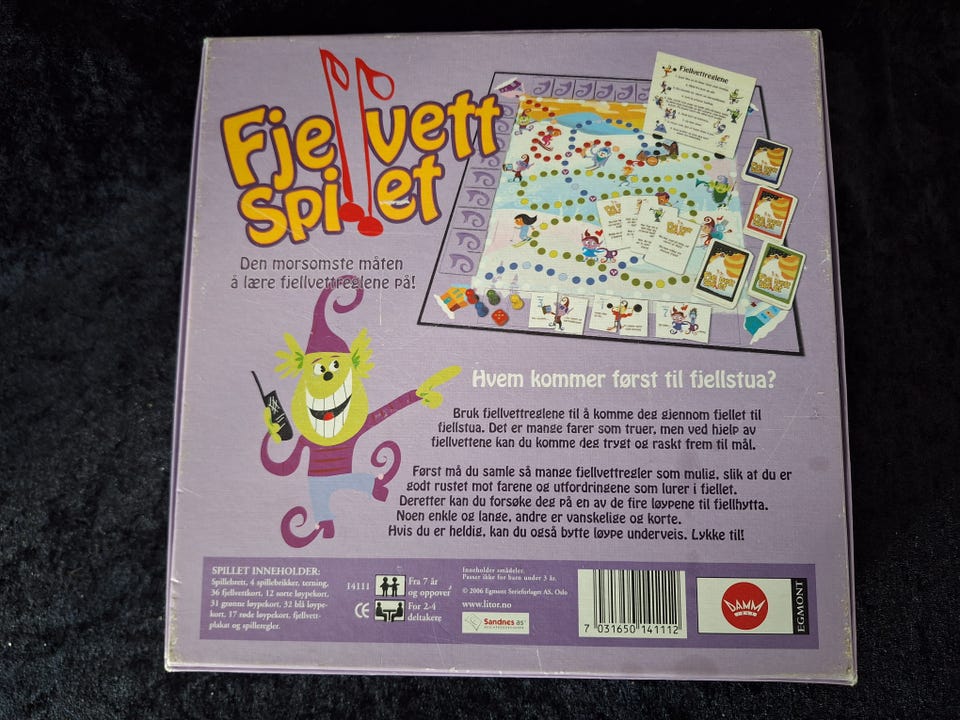 Fjellvett
spillet
Den morsomste måten
å lære fjellvettreglene på!
Fjellvettreglene
Hvem kommer først til fjellstua?
Bruk fjellvettreglene til å komme deg gjennom fjellet til
fjellstua. Det er mange farer som truer, men ved hjelp av
fjellvettene kan du komme deg trygt og raskt frem til mål.
Først må du samle så mange fjellvettregler som mulig, slik at du er
godt rustet mot farene og utfordringene som lurer i fjellet.
Deretter kan du forsøke deg på en av de fire løypene til fjellhytta.
Noen enkle og lange, andre er vanskelige og korte.
Hvis du er heldig, kan du også bytte løype underveis. Lykke til!
SPILLET INNEHOLDER:
Spillebrett, 4 spillebrikker, terning,
36 fjellvettkort, 12 sorte løypekort,
31 grønne løypekort, 32 blå løype-
kort, 17 røde løypekort, fjellvett-
plakat og spilleregler.
14111
CE
Fra 7 år
og oppover
For 2-4
deltakere
Inneholder smådeler.
Passer ikke for barn under 3 år.
© 2006 Egmont Serieforlaget AS, Oslo
www.litor.no
Sandnes as
7 031650 141112
DAMM
EGMONT